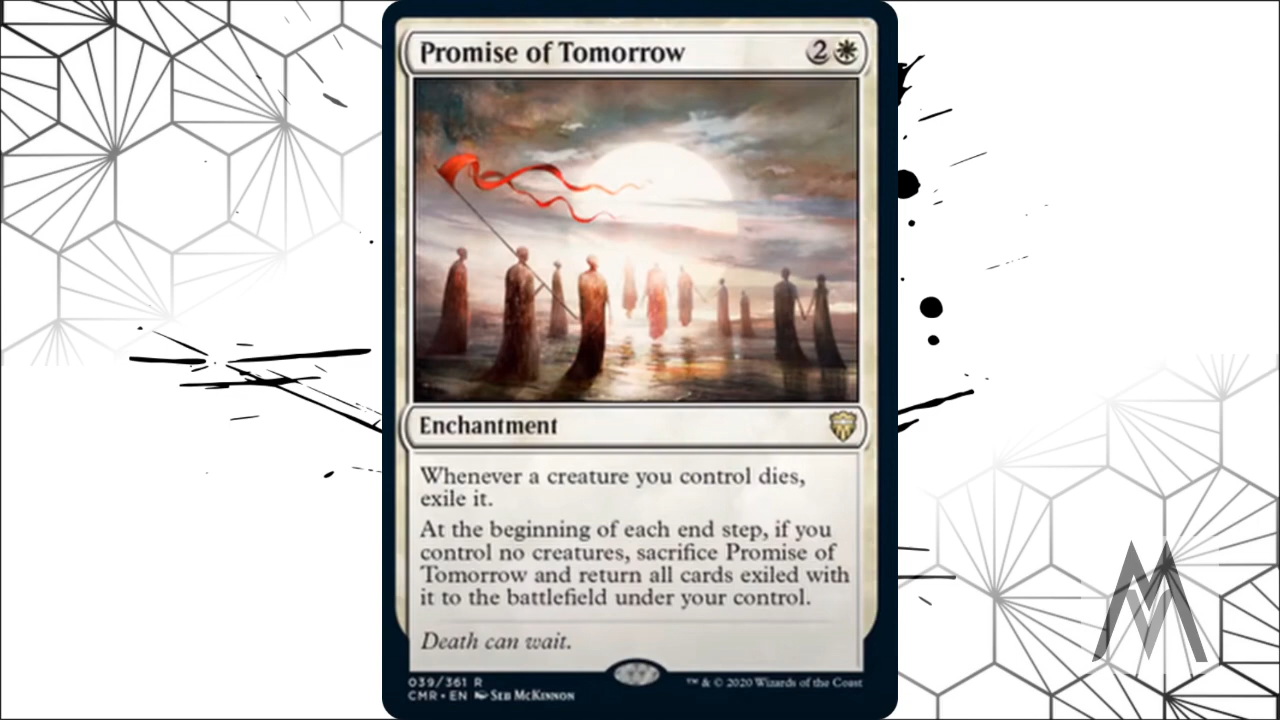 Promise of Tomorrow 2
Enchantment
Whenever a creature you control dies,
exile it.
At the beginning of each end step, if you
control no creatures, sacrifice Promise of
Tomorrow and return all cards exiled with
it to the battlefield under your control.
Death can wait.
039/361 R
CMR • EN Seb McKinnon
™ & © 2020 Wizards of the Coast
M